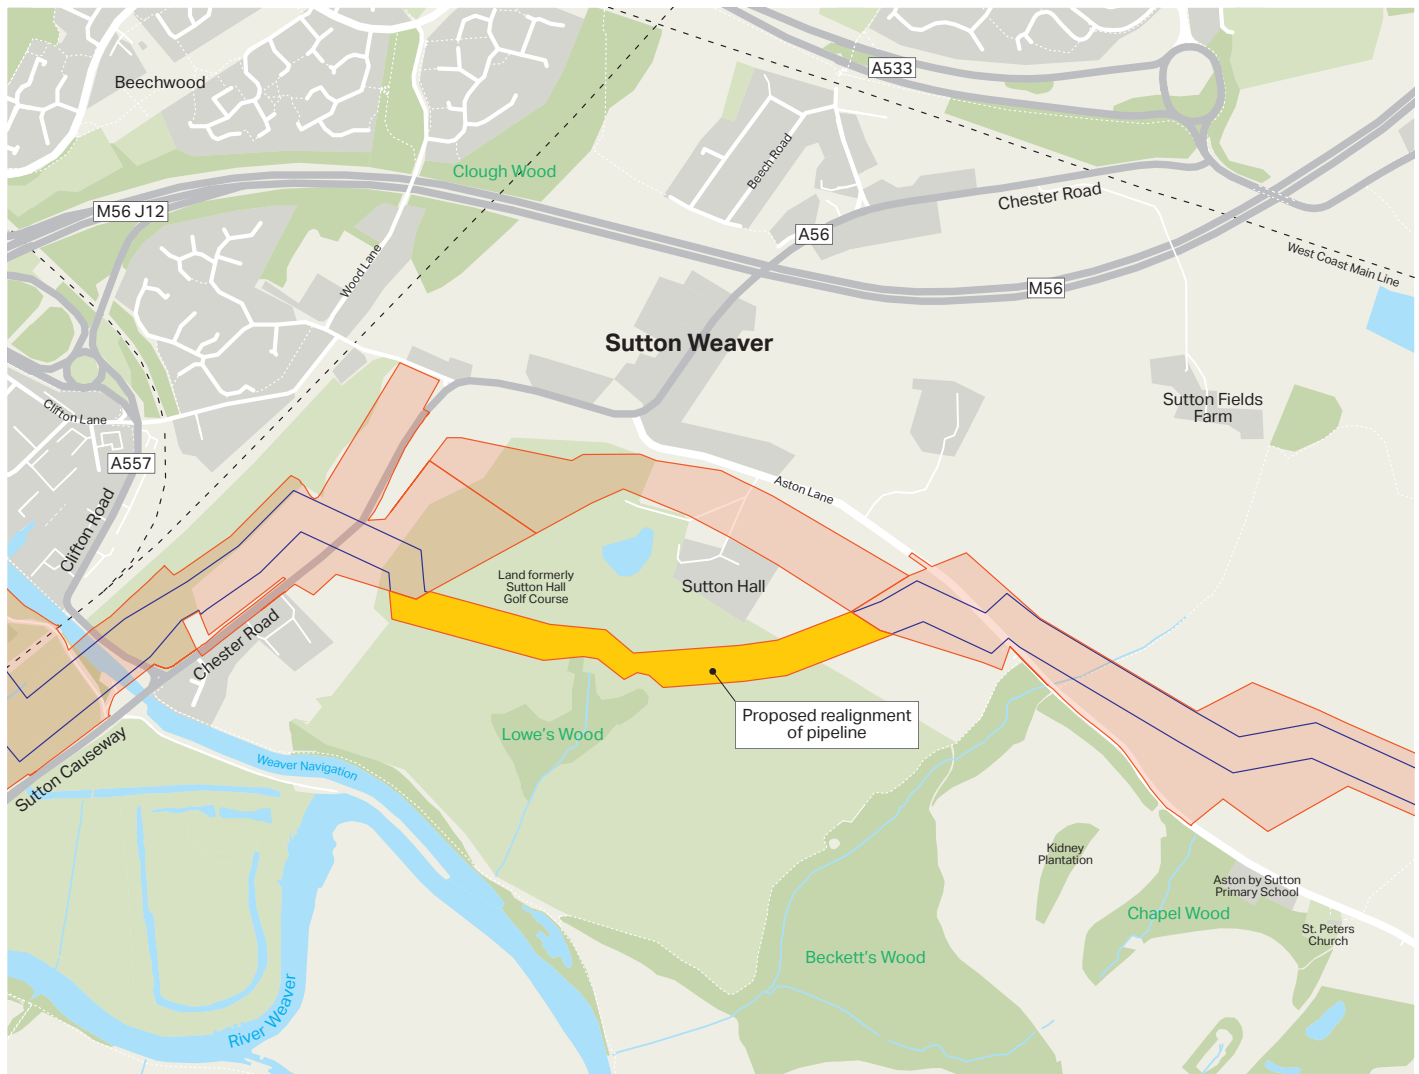 A533
Beechwood
Beech Road
Clough Wood
Chester Road
M56 J12
A56
West Coast Main Line
Wood Lane
M56
Sutton Weaver
Sutton Fields
Farm
Clifton Lane
A557
Aston Lane
Clifton Road
Land formerly
Sutton Hall
Golf Course
Sutton Hall
Chester Road
Proposed realignment
of pipeline
Lowe's Wood
Sutton Causeway
Weaver Navigation
Kidney
Plantation
Aston by Sutton
Primary School
Chapel Wood
St. Peters
Church
Beckett's Wood
River Weaver